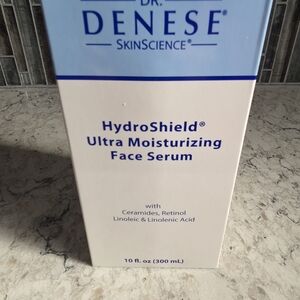 DR.
DENESE®
SKINSCIENCE®
HydroShield®
Ultra Moisturizing
Face Serum
with
Ceramides, Retinol
Linoleic & Linolenic Acid
10 fl. oz (300 mL)